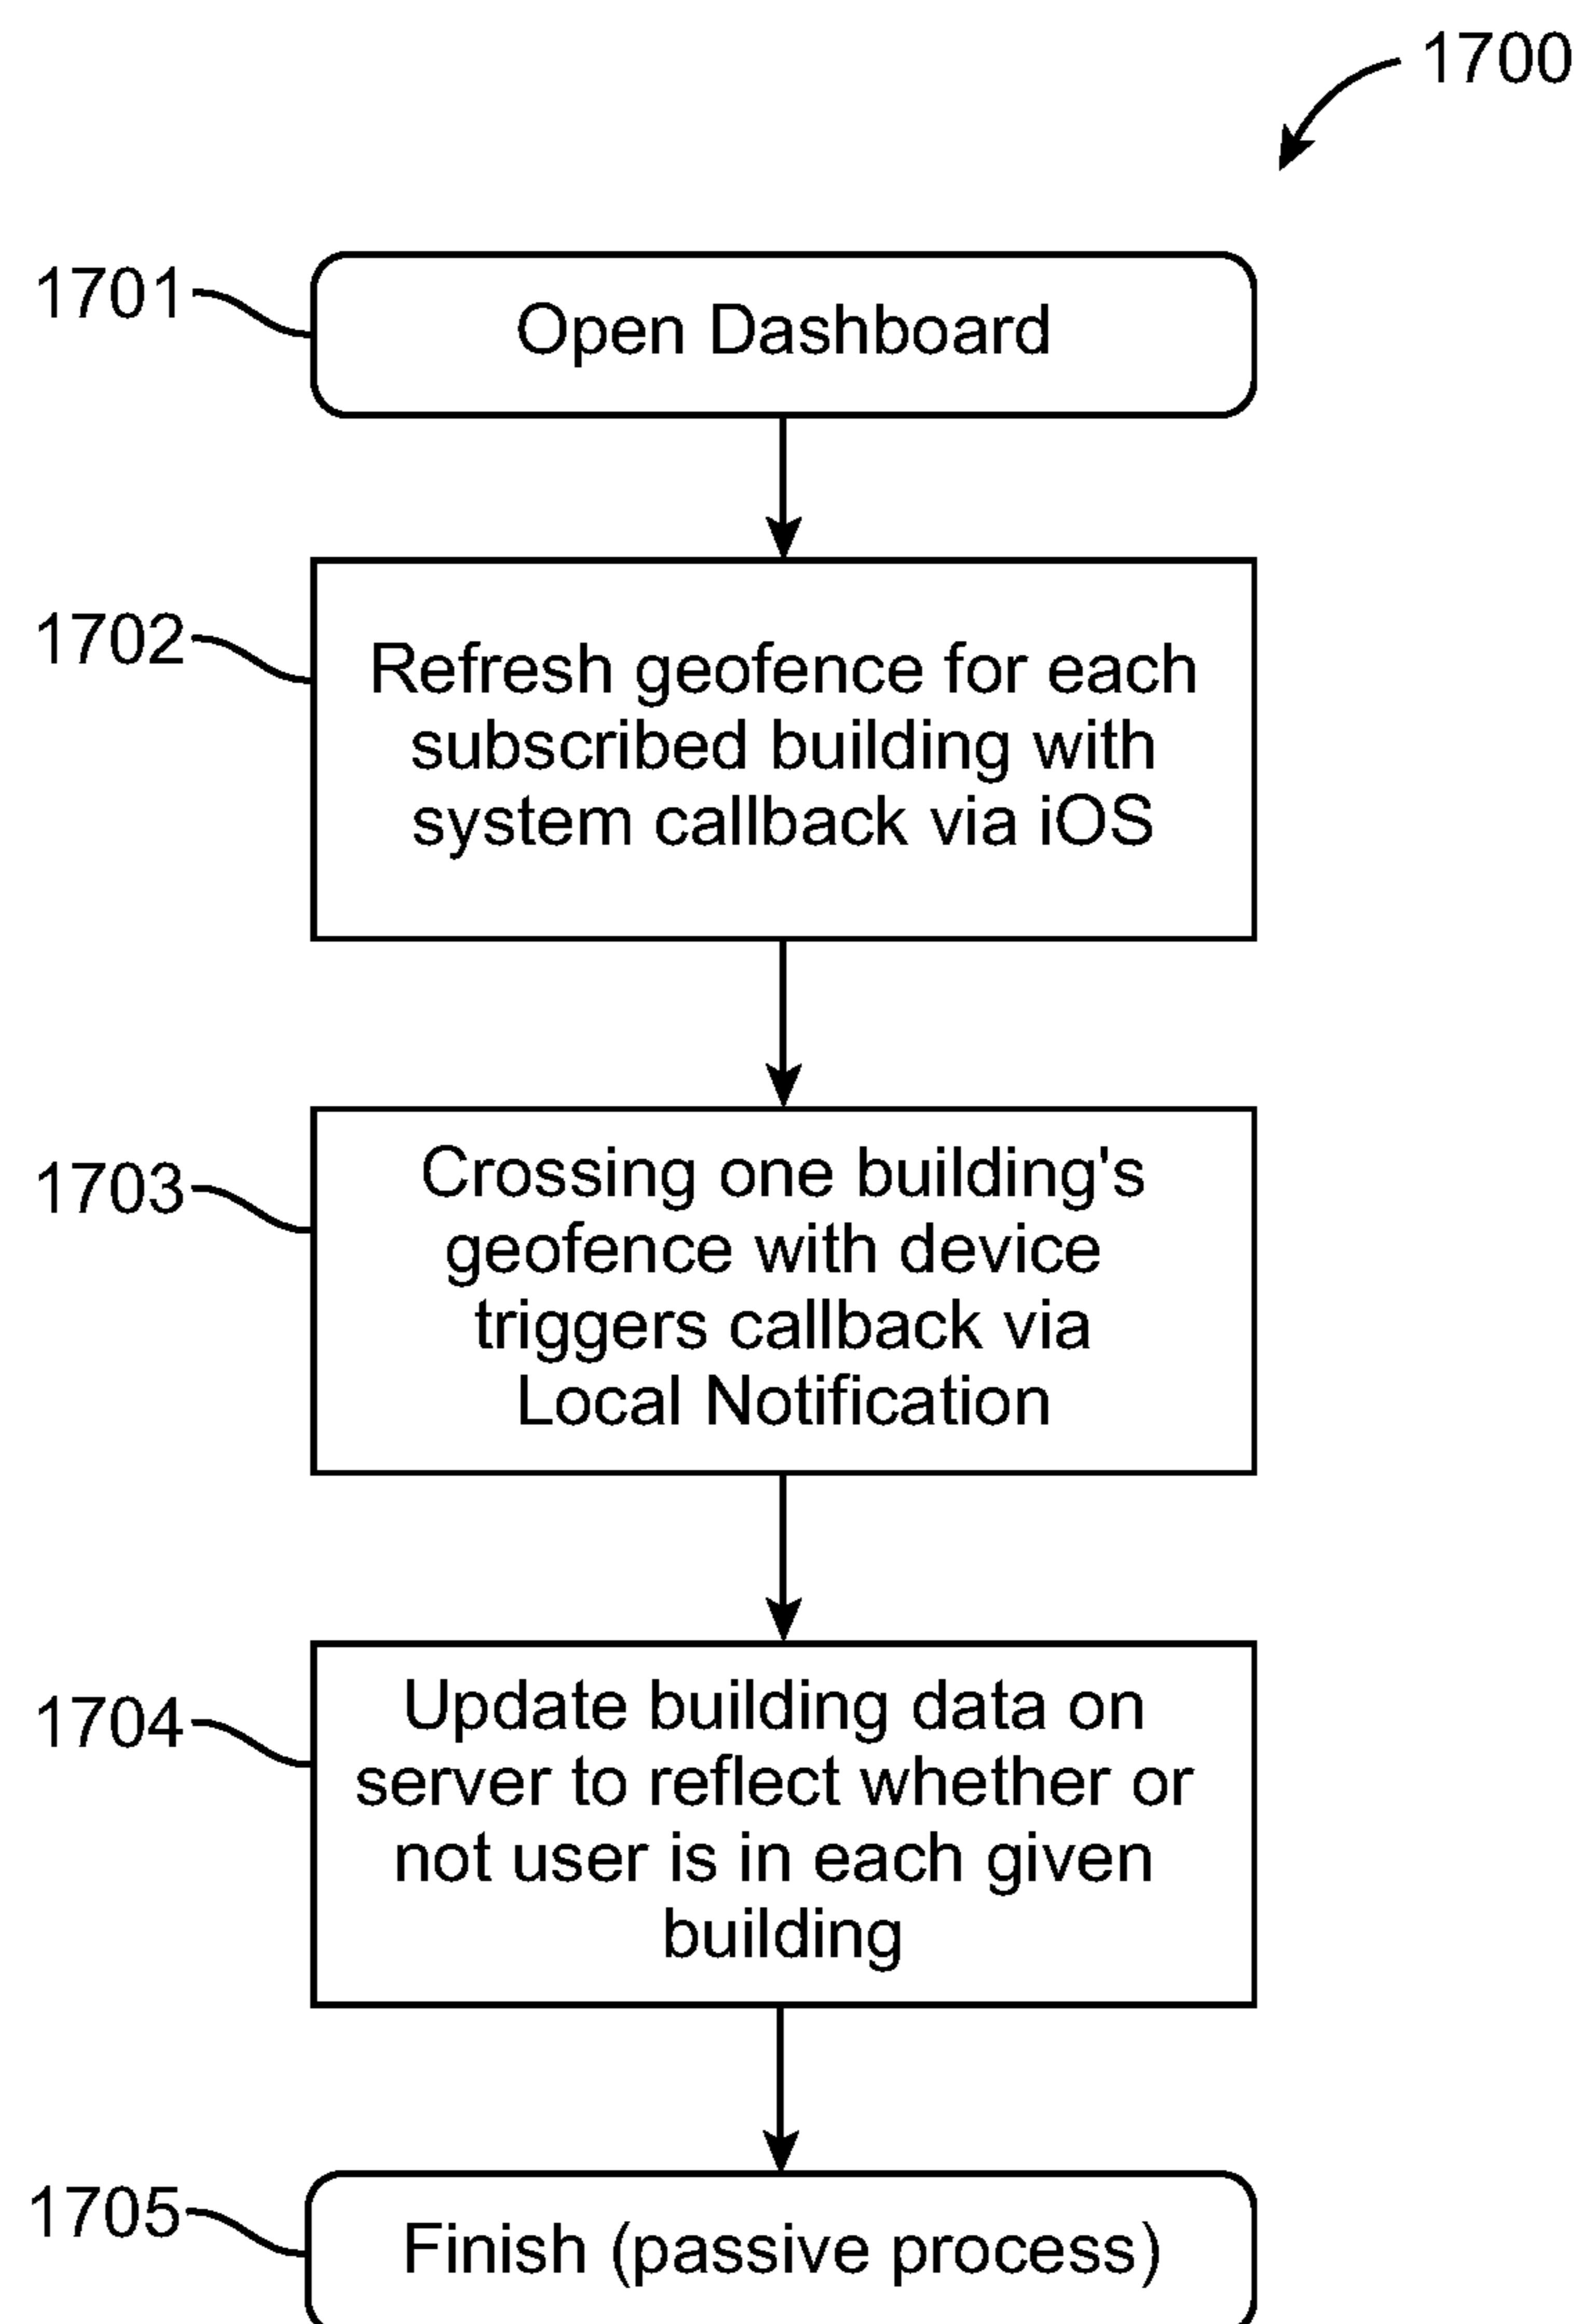 1700
1701
Open Dashboard
1702
Refresh geofence for each
subscribed building with
system callback via iOS
1703
Crossing one building's
geofence with device
triggers callback via
Local Notification
1704
Update building data on
server to reflect whether or
not user is in each given
building
1705
Finish (passive process)